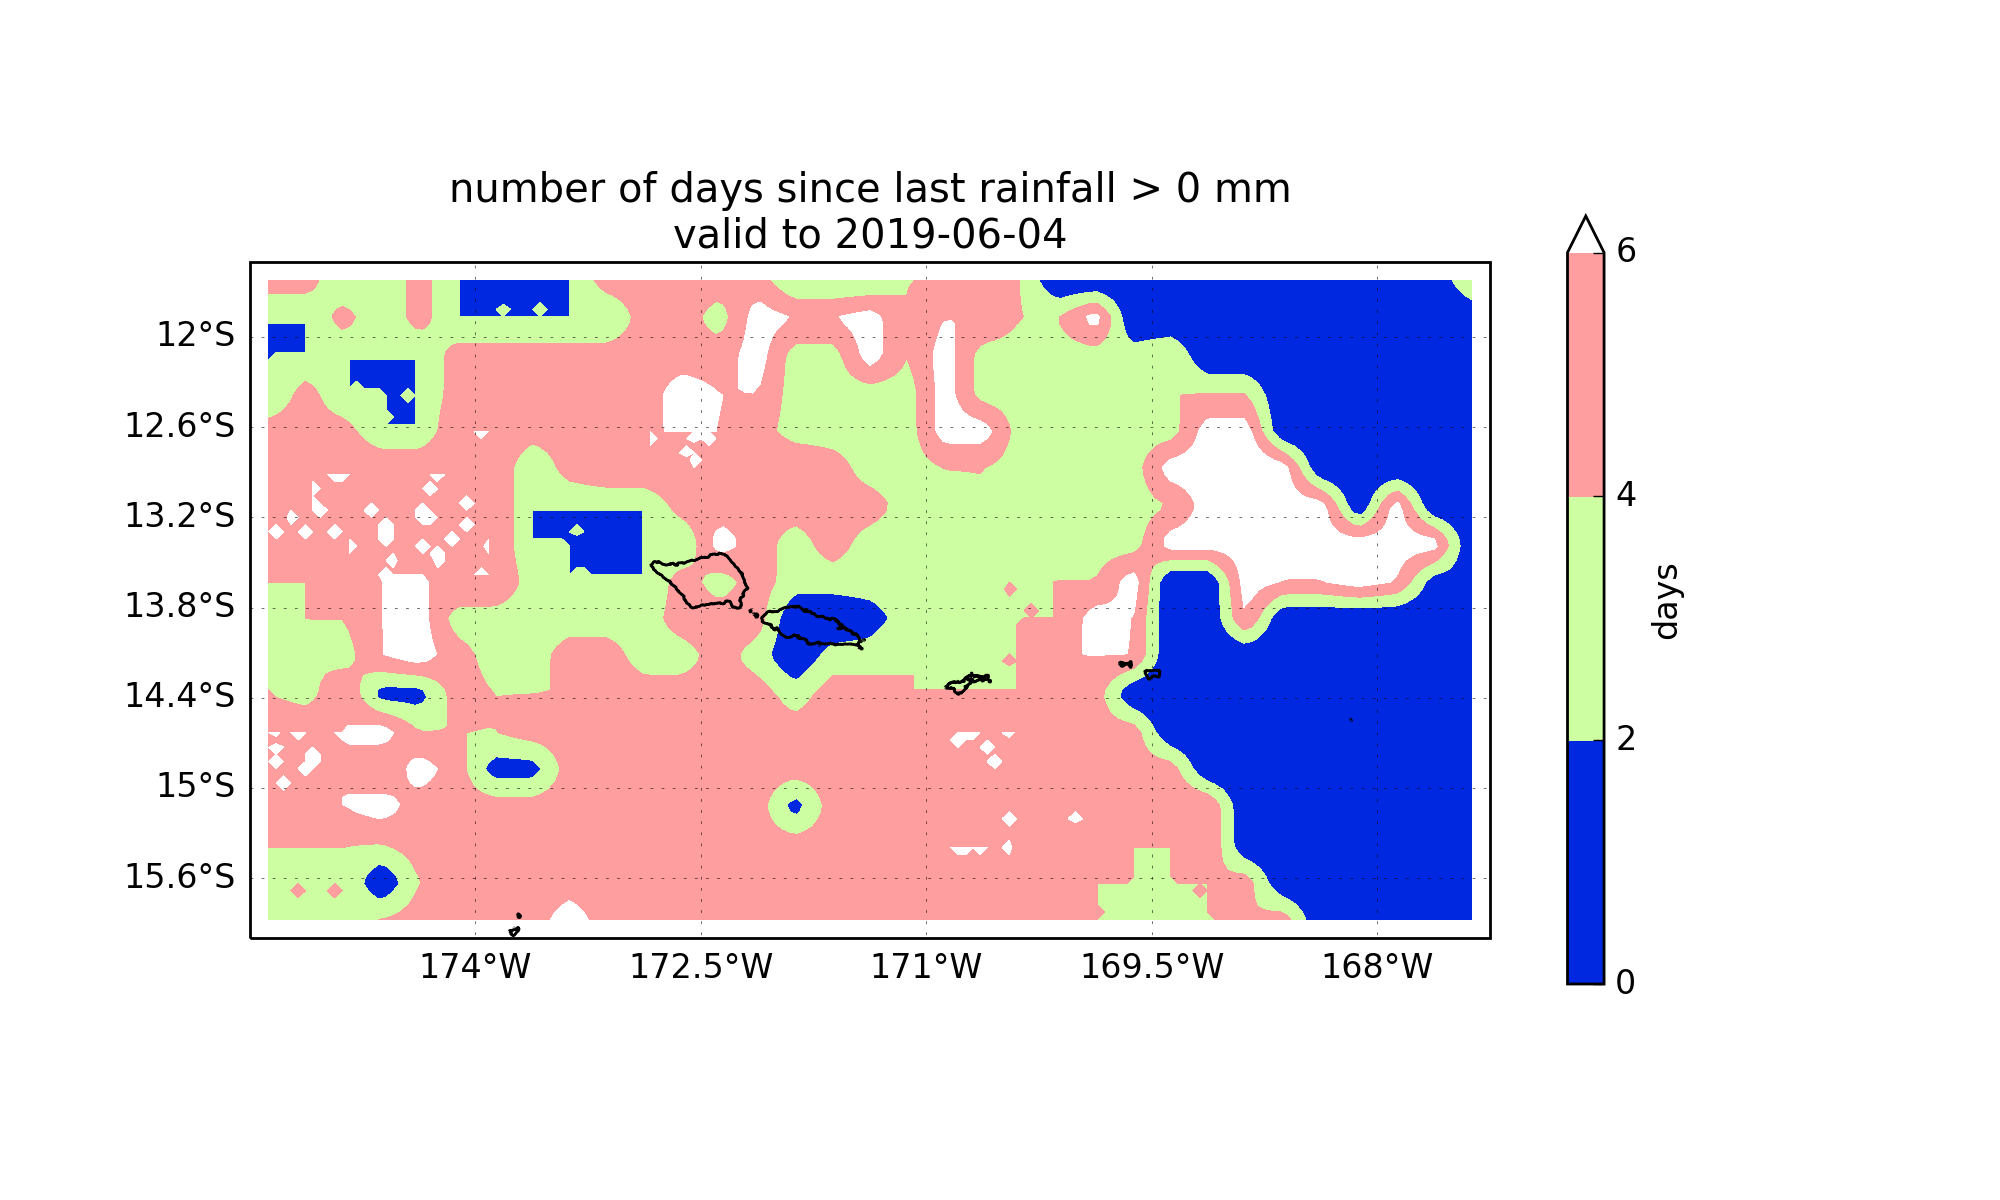 number of days since last rainfall > 0 mm
valid to 2019-06-04
12°S
12.6°S
13.2°S
13.8°S
14.4°S
15°S
15.6°S
174°W
172.5°W
171°W
169.5°W
168°W
6
4
2
0
days